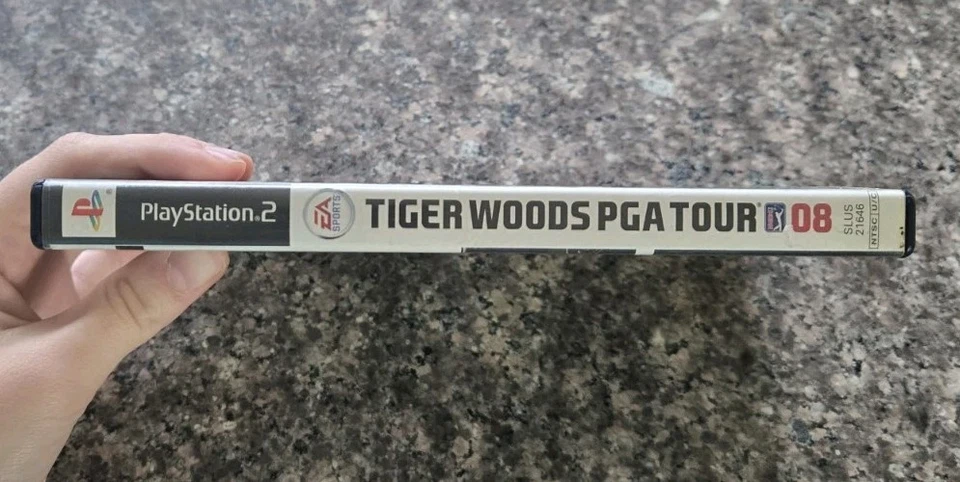 PlayStation®2
EA SPORTS
TIGER WOODS PGA TOUR® 08
SLUS
21646
NTSC U/C